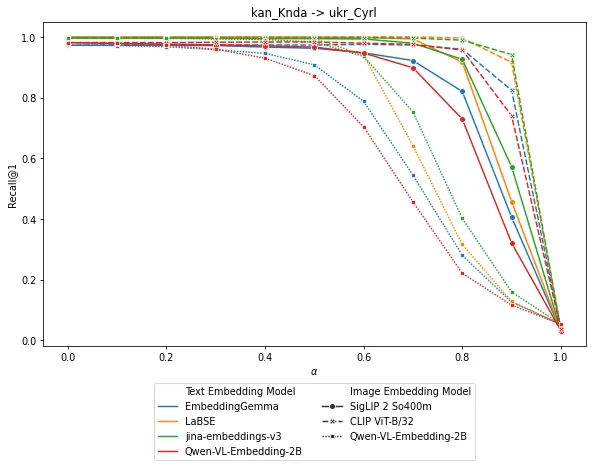 kan_Knda -> ukr_Cyrl
Recall@1
1.0
0.8
0.6
0.4
0.2
0.0
0.0 0.2 0.4 0.6 0.8 1.0
α
Text Embedding Model
EmbeddingGemma
LaBSE
jina-embeddings-v3
Qwen-VL-Embedding-2B
Image Embedding Model
SigLIP 2 So400m
CLIP ViT-B/32
Qwen-VL-Embedding-2B